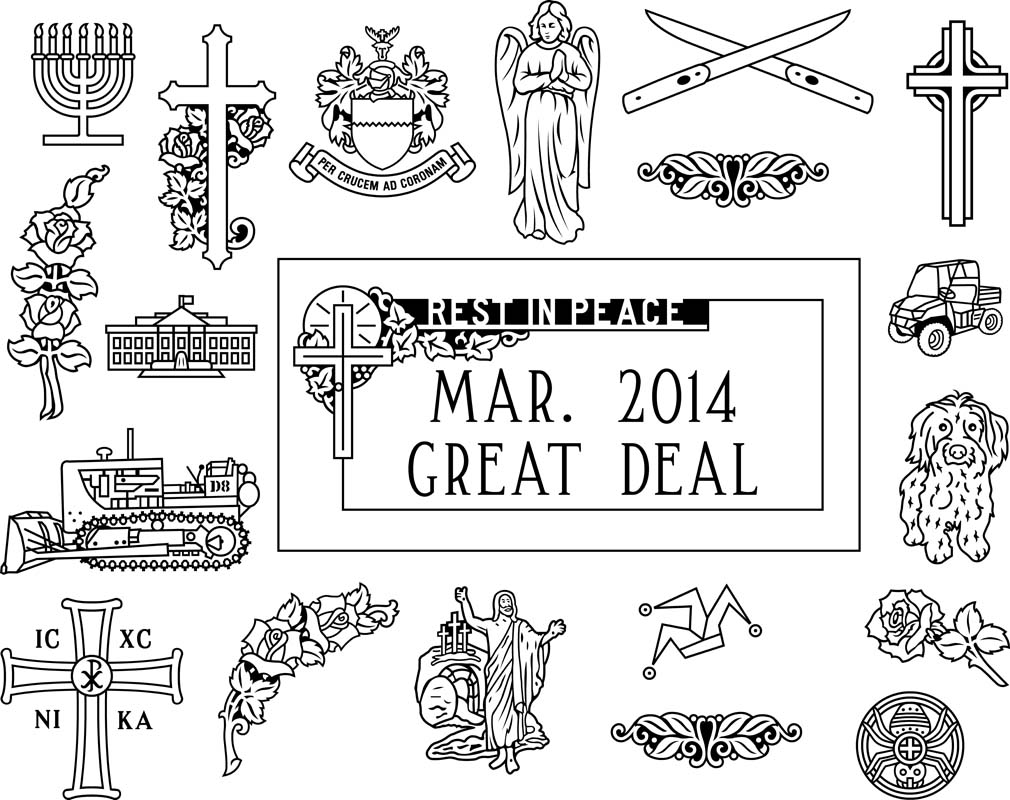 PER CRUCEM AD CORONAM
REST IN PEACE
MAR. 2014
GREAT DEAL
D8
IC XC
NI KA